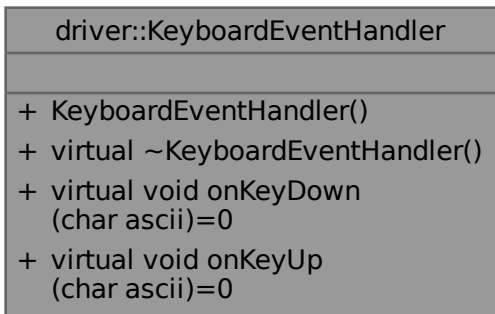 driver::KeyboardEventHandler
+ KeyboardEventHandler()
+ virtual ~KeyboardEventHandler()
+ virtual void onKeyDown
(char ascii)=0
+ virtual void onKeyUp
(char ascii)=0